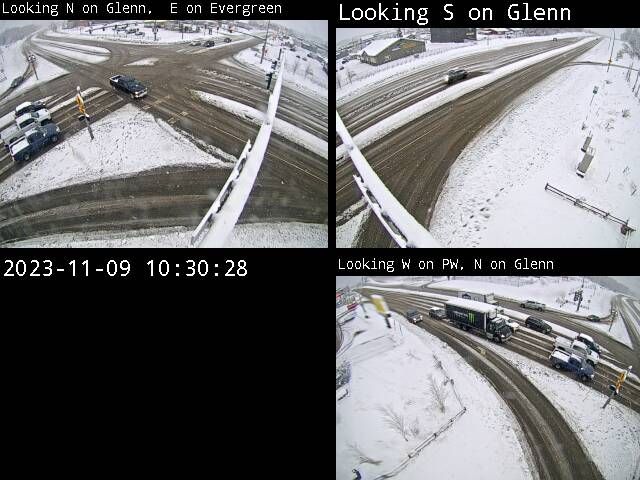 Looking N on Glenn,  E on Evergreen
Looking S on Glenn
2023-11-09 10:30:28
Looking W on PW, N on Glenn